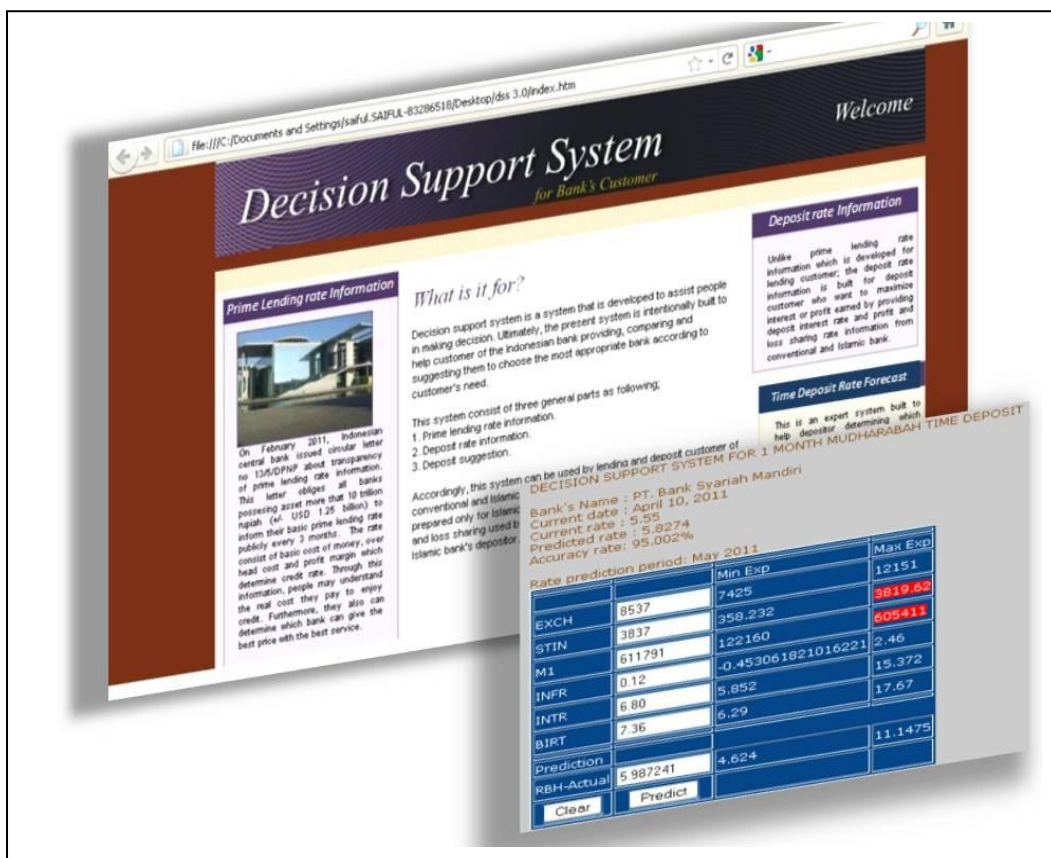 file:///C:/Documents and Settings/saiful.SAIFUL-83286518/Desktop/dss 3.0/index.htm
Welcome
Decision Support System
for Bank's Customer
Prime Lending rate Information
On February 2011, Indonesian
central bank issued circular letter
no 13/5/DPNP about transparency
of prime lending rate information.
This letter obliges all banks
possesing asset more that 10 trillion
rupiah (+/- USD 1.25 billion) to
inform their basic prime lending rate
publicly every 3 months. The rate
consist of basic cost of money, over
head cost and profit margin which
determine credit rate. Through this
information, people may understand
the real cost they pay to enjoy
credit. Furthermore, they also can
determine which bank can give the
best price with the best service.
What is it for?
Decision support system is a system that is developed to assist people
in making decision. Ultimately, the present system is intentionally built to
help customer of the Indonesian bank providing, comparing and
suggesting them to choose the most appropriate bank according to
customer's need.
This system consist of three general parts as following;
1. Prime lending rate information.
2. Deposit rate information.
3. Deposit suggestion.
Accordingly, this system can be used by lending and deposit customer of
conventional and Islamic
prepared only for Islamic
and loss sharing used b
Islamic bank's depositor.
Deposit rate Information
Unlike prime lending rate
information which is developed for
lending customer; the deposit rate
information is built for deposit
customer who want to maximize
interest or profit earned by providing
deposit interest rate and profit and
loss sharing rate information from
conventional and Islamic bank.
Time Deposit Rate Forecast
This is an expert system built to
help depositor determining which
DECISION SUPPORT SYSTEM FOR 1 MONTH MUDHARABAH TIME DEPOSIT
Bank's Name : PT. Bank Syariah Mandiri
Current date : April 10, 2011
Current rate : 5.55
Predicted rate : 5.8274
Accuracy rate: 95.002%
Rate prediction period: May 2011
Min Exp Max Exp
EXCH 8537 7425 12151
STIN 3837 358.232 3819.62
M1 611791 122160 605411
INFR 0.12 -0.453061821016221 2.46
INTR 6.80 5.852 15.372
BIRT 7.36 6.29 17.67
Prediction
RBH-Actual 5.987241 4.624 11.1475
Clear Predict